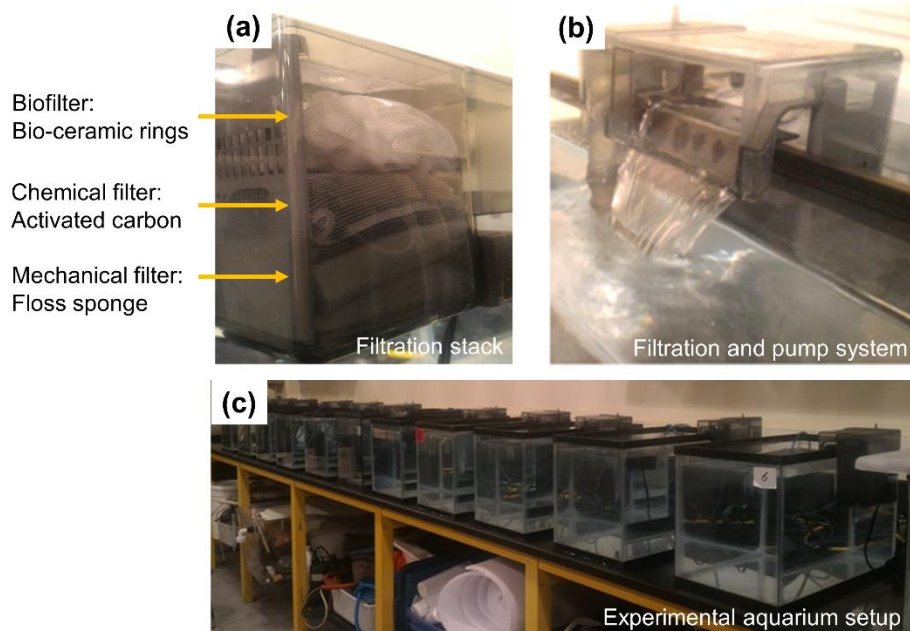 (a)
(b)
Biofilter:
Bio-ceramic rings
Chemical filter:
Activated carbon
Mechanical filter:
Floss sponge
Filtration stack
Filtration and pump system
(c)
6
Experimental aquarium setup